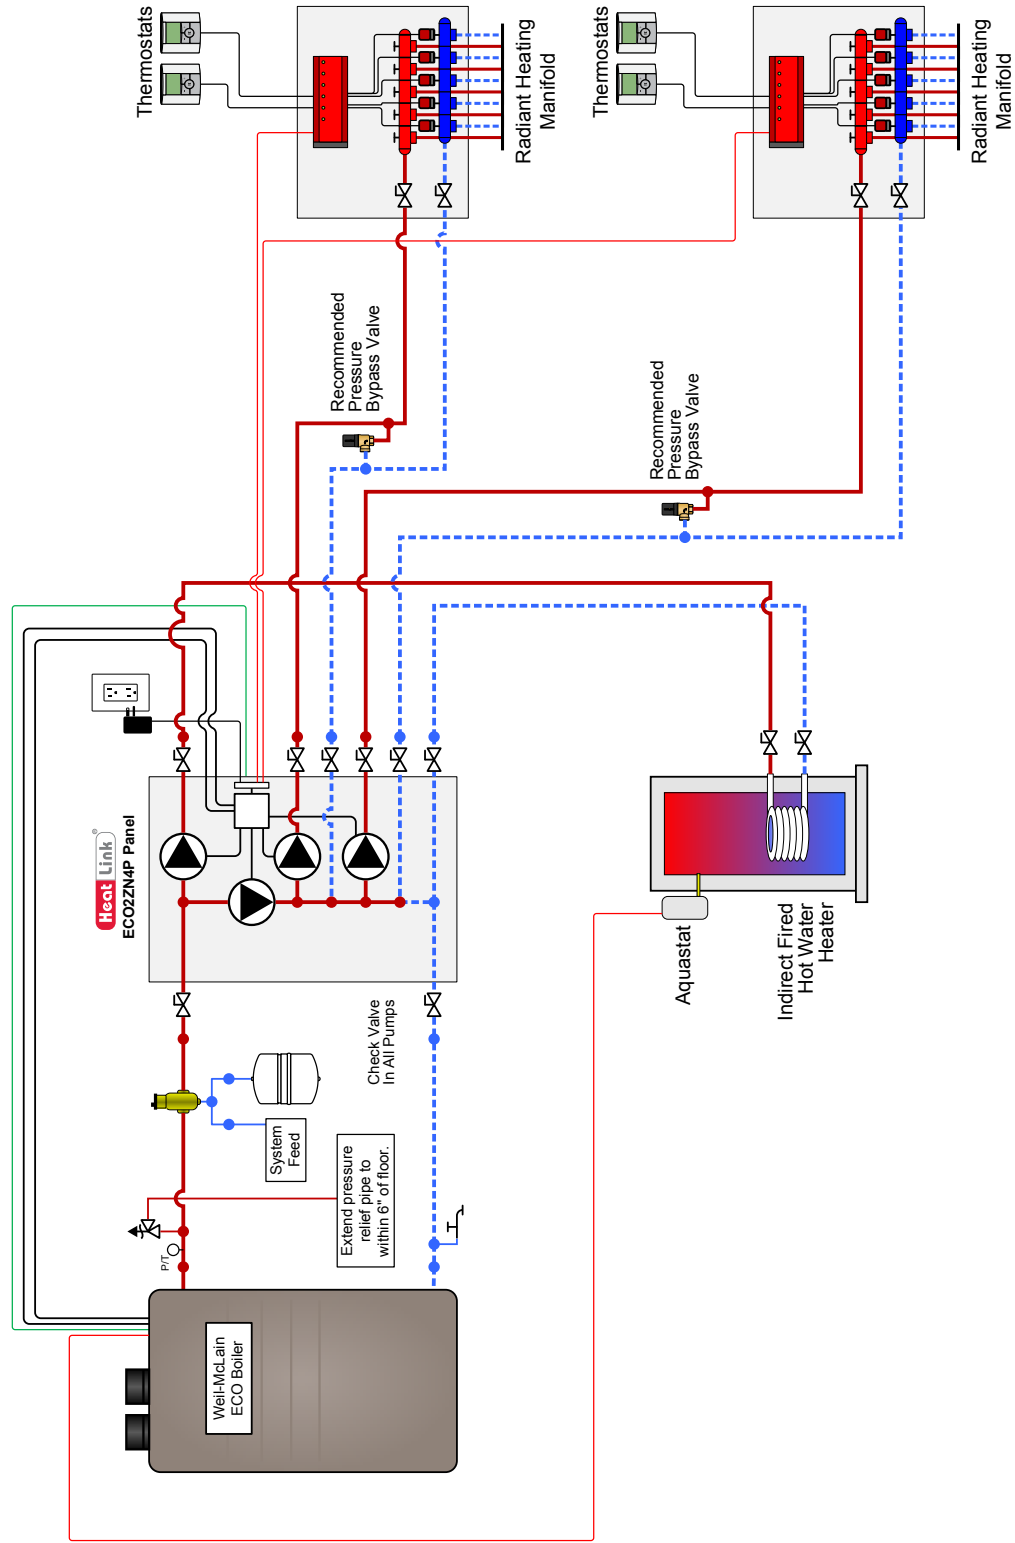 Thermostats
Radiant Heating
Manifold
Thermostats
Radiant Heating
Manifold
Recommended
Pressure
Bypass Valve
Recommended
Pressure
Bypass Valve
Heat Link®
ECO2ZN4P Panel
Check Valve
In All Pumps
Aquastat
Indirect Fired
Hot Water
Heater
System
Feed
Extend pressure
relief pipe to
within 6" of floor.
P/T
Weil-McLain
ECO Boiler